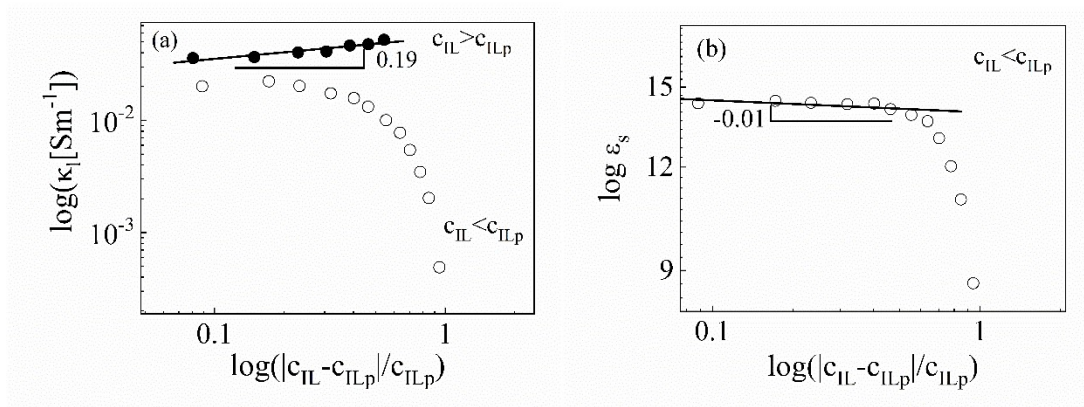 (a)
c_IL>c_ILp
0.19
10⁻²
10⁻³
log(κ_l[Sm⁻¹])
c_IL<c_ILp
0.1
1
log(|c_IL-c_ILp|/c_ILp)
(b)
c_IL<c_ILp
15
-0.01
12
9
log ε_s
0.1
1
log(|c_IL-c_ILp|/c_ILp)